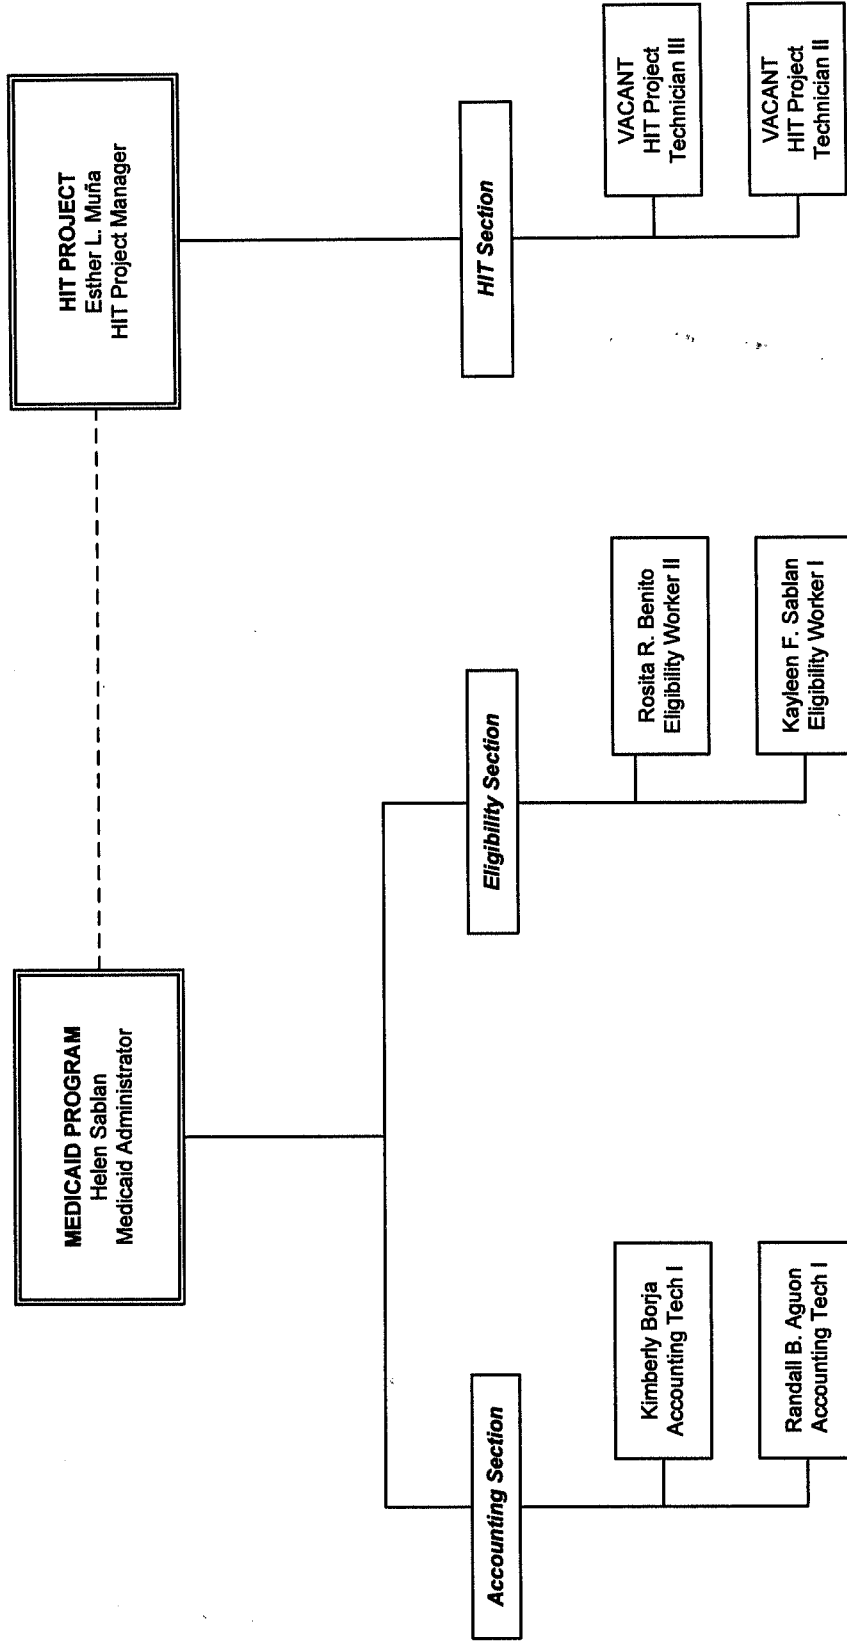 MEDICAID PROGRAM
Helen Sablan
Medicaid Administrator
HIT PROJECT
Esther L. Muña
HIT Project Manager
Accounting Section
Eligibility Section
HIT Section
Kimberly Borja
Accounting Tech I
Rosita R. Benito
Eligibility Worker II
VACANT
HIT Project
Technician III
Randall B. Aguon
Accounting Tech I
Kayleen F. Sablan
Eligibility Worker I
VACANT
HIT Project
Technician II